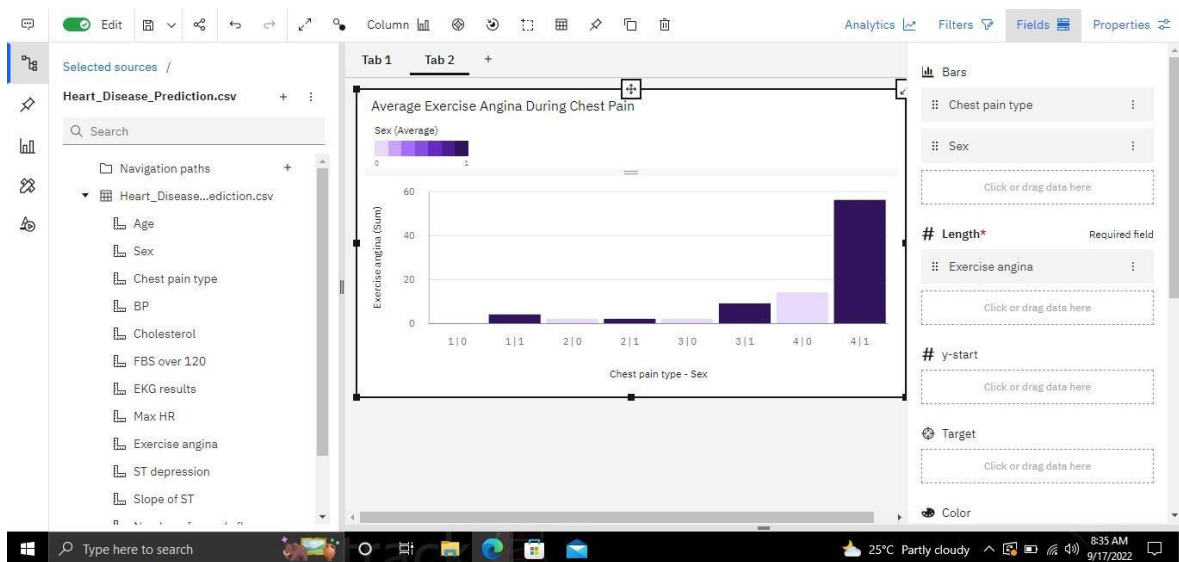 Edit
Column
Analytics
Filters
Fields
Properties
Selected sources /
Heart_Disease_Prediction.csv
Search
Navigation paths
Heart_Disease...ediction.csv
Age
Sex
Chest pain type
BP
Cholesterol
FBS over 120
EKG results
Max HR
Exercise angina
ST depression
Slope of ST
Tab 1
Tab 2
Average Exercise Angina During Chest Pain
Sex (Average)
0 1
Exercise angina (Sum)
60
40
20
0
1|0 1|1 2|0 2|1 3|0 3|1 4|0 4|1
Chest pain type - Sex
Bars
Chest pain type
Sex
Click or drag data here
# Length* Required field
Exercise angina
Click or drag data here
# y-start
Click or drag data here
Target
Click or drag data here
Color
Type here to search
25°C Partly cloudy
8:35 AM
9/17/2022